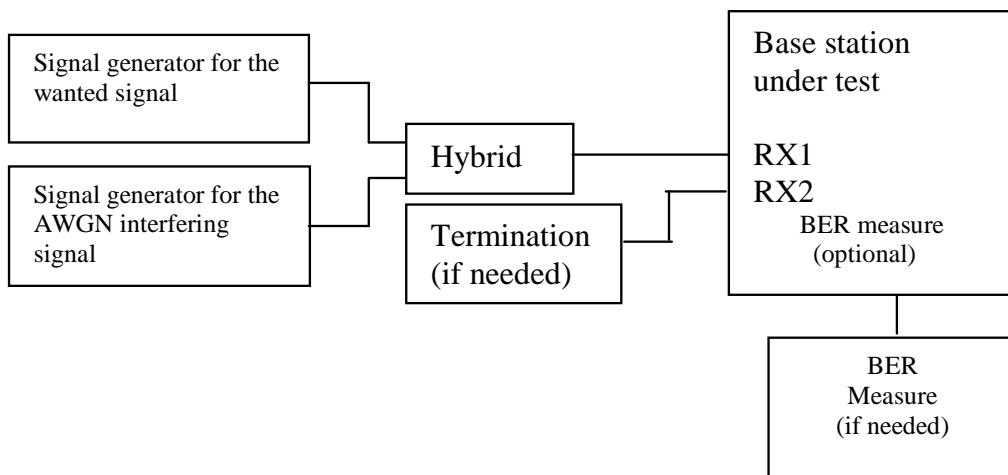 Signal generator for the
wanted signal
Signal generator for the
AWGN interfering
signal
Hybrid
Termination
(if needed)
Base station
under test
RX1
RX2
BER measure
(optional)
BER
Measure
(if needed)